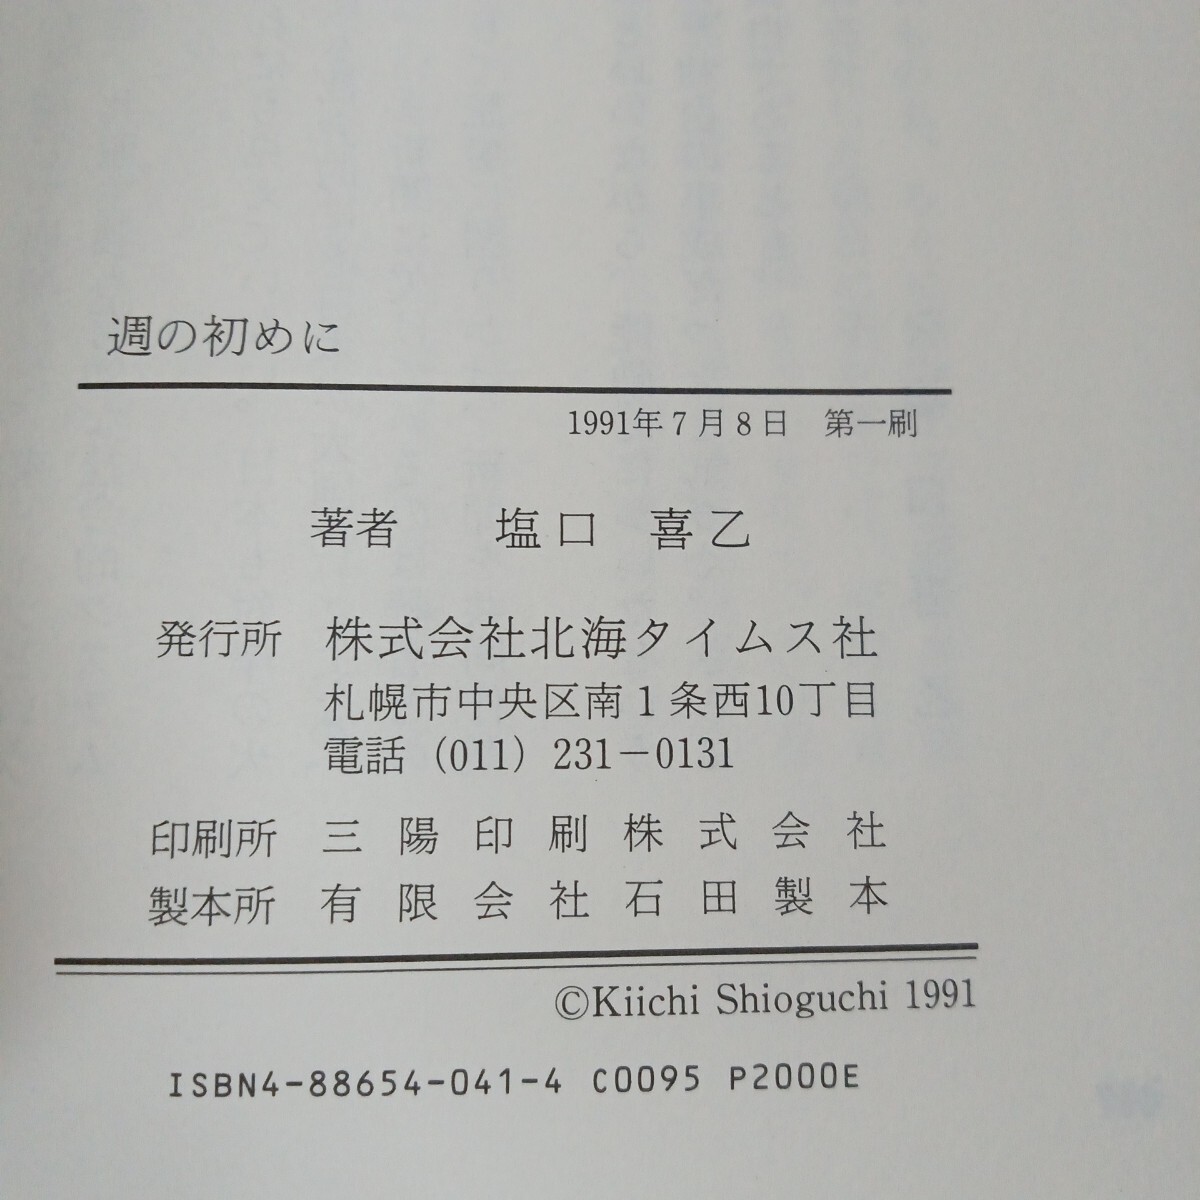 週の初めに
1991年7月8日 第一刷
著者 塩口 喜乙
発行所 株式会社北海タイムス社
札幌市中央区南1条西10丁目
電話 (011) 231-0131
印刷所 三陽印刷株式会社
製本所 有限会社石田製本
©Kiichi Shioguchi 1991
ISBN4-88654-041-4 C0095 P2000E